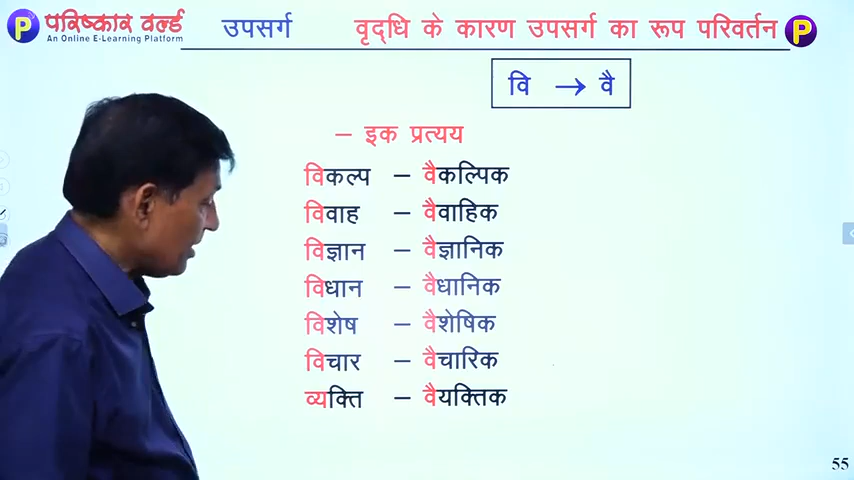 P परिष्कार वर्ल्ड
An Online E-Learning Platform
उपसर्ग वृद्धि के कारण उपसर्ग का रूप परिवर्तन P
वि → वै
– इक प्रत्यय
विकल्प – वैकल्पिक
विवाह – वैवाहिक
विज्ञान – वैज्ञानिक
विधान – वैधानिक
विशेष – वैशेषिक
विचार – वैचारिक
व्यक्ति – वैयक्तिक
55